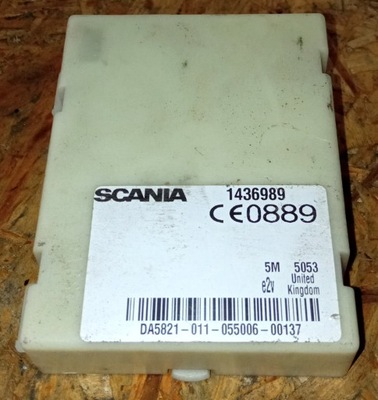 SCANIA 1436989
CE0889
5M 5053
e2v United Kingdom
DA5821-011-055006-00137